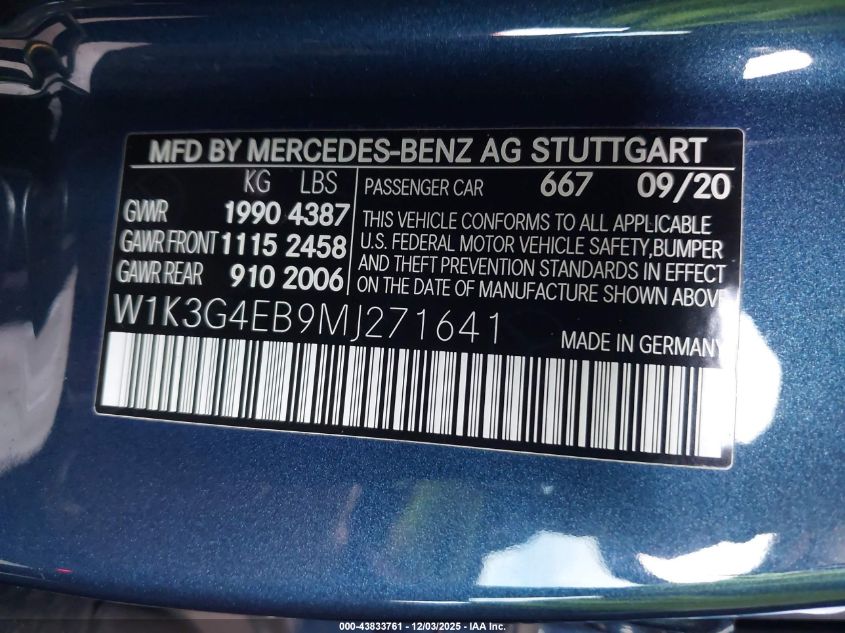 MFD BY MERCEDES-BENZ AG STUTTGART
KG LBS PASSENGER CAR 667 09/20
GVWR 1990 4387
GAWR FRONT 1115 2458
GAWR REAR 910 2006
THIS VEHICLE CONFORMS TO ALL APPLICABLE
U.S. FEDERAL MOTOR VEHICLE SAFETY,BUMPER
AND THEFT PREVENTION STANDARDS IN EFFECT
ON THE DATE OF MANUFACTURE SHOWN ABOVE
W1K3G4EB9MJ271641
MADE IN GERMANY
000-43833761 - 12/03/2025 - IAA Inc.